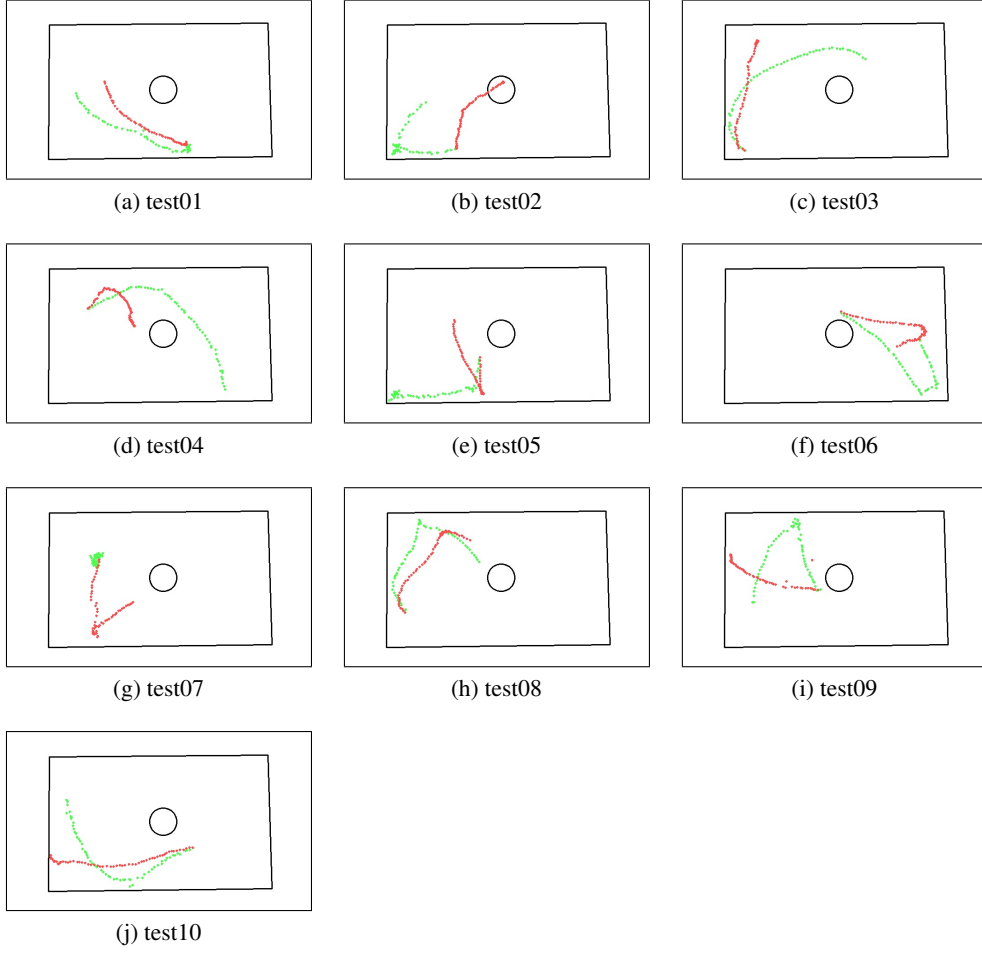 (a) test01
(b) test02
(c) test03
(d) test04
(e) test05
(f) test06
(g) test07
(h) test08
(i) test09
(j) test10